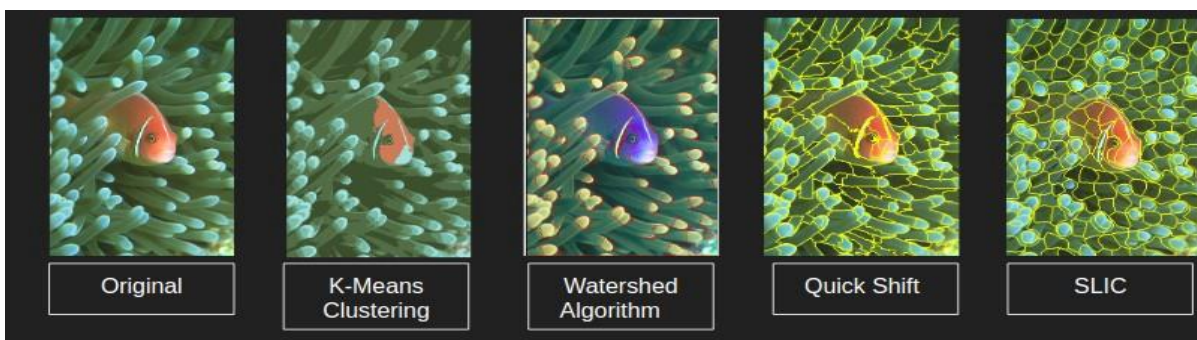 Original
K-Means
Clustering
Watershed
Algorithm
Quick Shift
SLIC